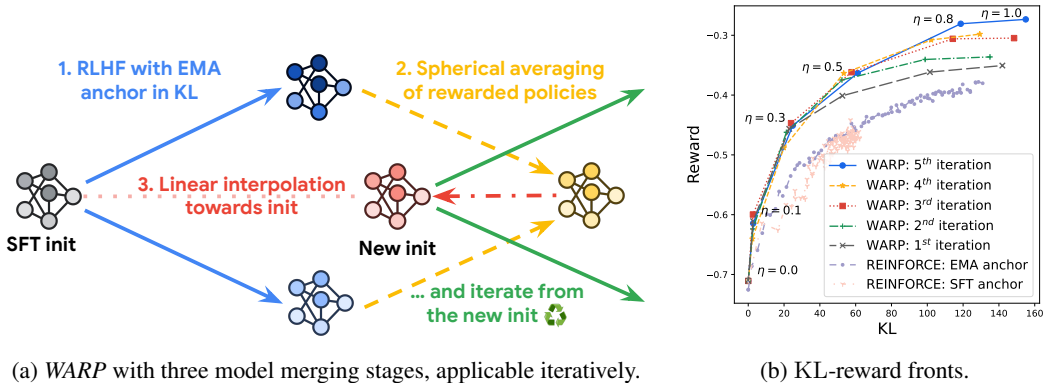 1. RLHF with EMA
anchor in KL
2. Spherical averaging
of rewarded policies
3. Linear interpolation
towards init
SFT init
New init
... and iterate from
the new init ♻
(a) WARP with three model merging stages, applicable iteratively.
Reward
−0.3
−0.4
−0.5
−0.6
−0.7
η = 0.0
η = 0.1
η = 0.3
η = 0.5
η = 0.8
η = 1.0
WARP: 5th iteration
WARP: 4th iteration
WARP: 3rd iteration
WARP: 2nd iteration
WARP: 1st iteration
REINFORCE: EMA anchor
REINFORCE: SFT anchor
0 20 40 60 80 100 120 140 160
KL
(b) KL-reward fronts.